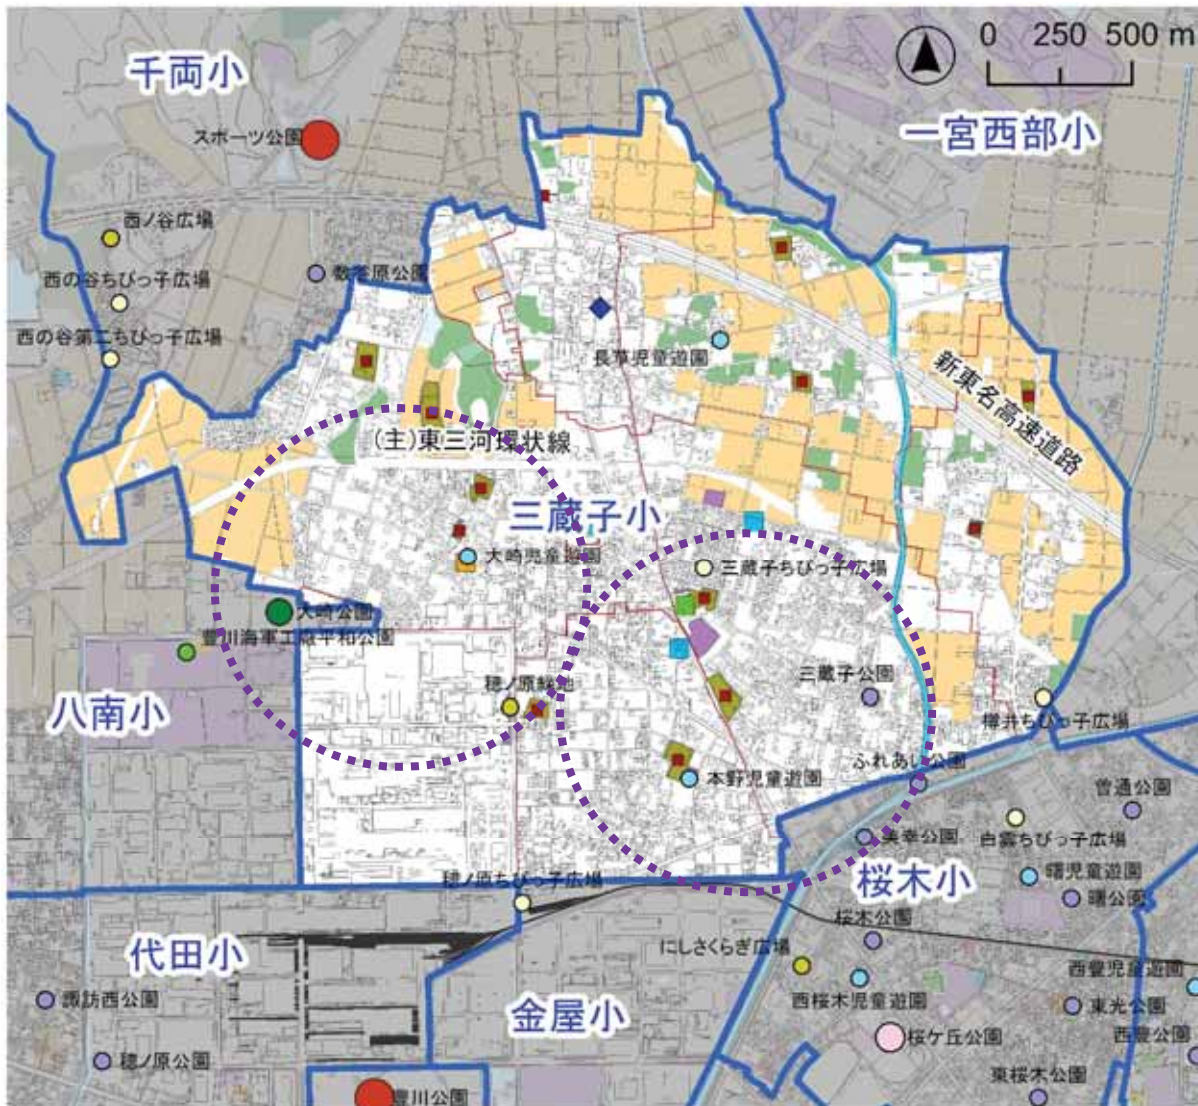 0 250 500 m
千両小
一宮西部小
スポーツ公園
西ノ谷広場
西の谷ちびっ子広場
数谷原公園
西の谷第二ちびっ子広場
長草児童遊園
新東名高速道路
(主)東三河環状線
三蔵子小
大崎児童遊園
三蔵子ちびっ子広場
大崎公園
豊川海軍工廠平和公園
穂ノ原緑地
三蔵子公園
八南小
樽井ちびっ子広場
ふれあい公園
本野児童遊園
曽通公園
美幸公園
白雲ちびっ子広場
穂ノ原ちびっ子広場
桜木小
曙児童遊園
曙公園
桜木公園
代田小
にしさくらぎ広場
西豊児童遊園
諏訪西公園
西桜木児童遊園
東光公園
金屋小
桜ケ丘公園
西豊公園
穂ノ原公園
東桜木公園
豊川公園